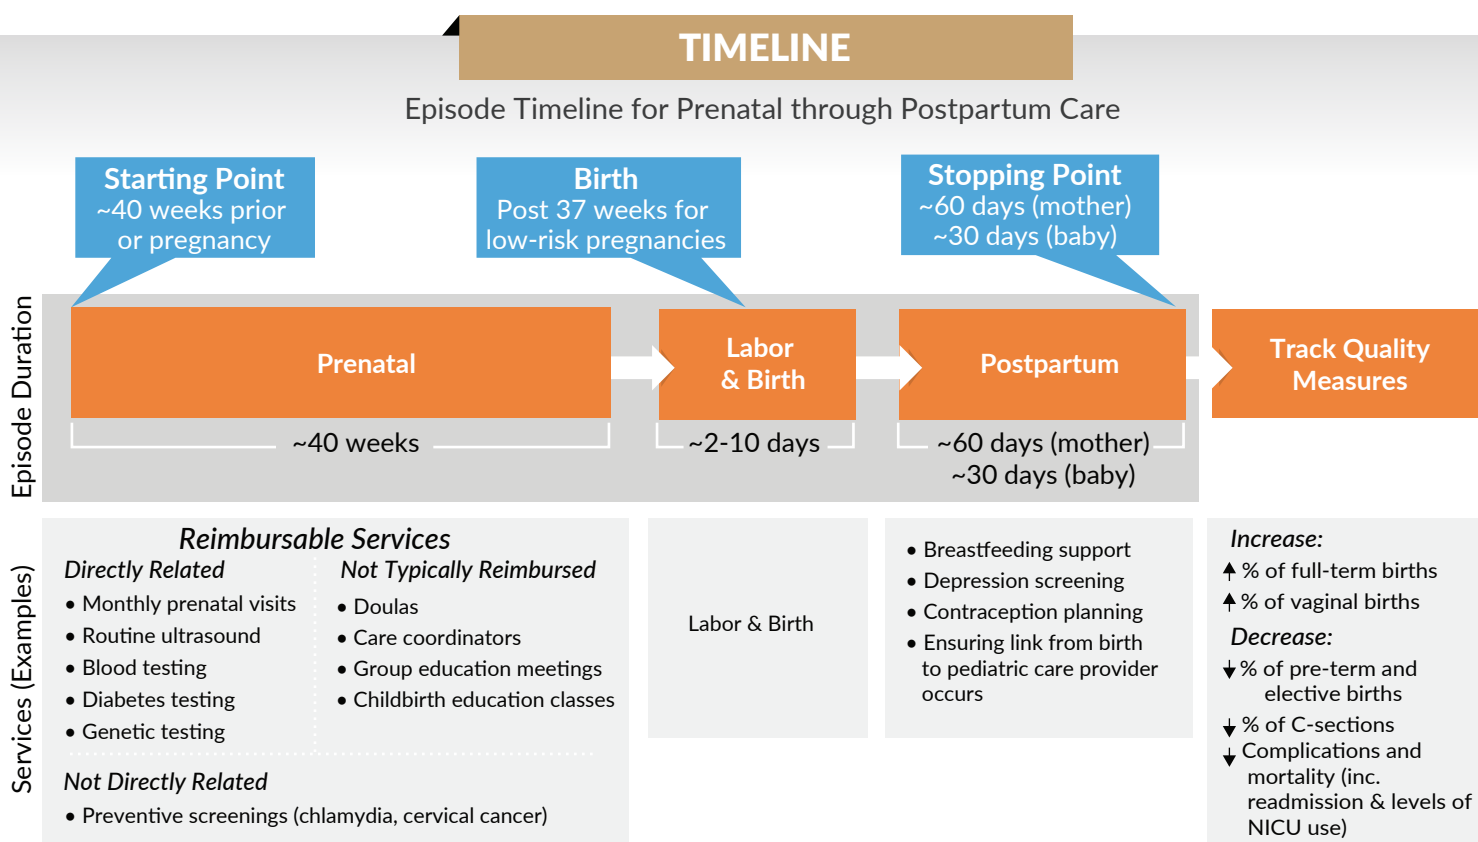 TIMELINE
Episode Timeline for Prenatal through Postpartum Care
Starting Point
~40 weeks prior
or pregnancy
Birth
Post 37 weeks for
low-risk pregnancies
Stopping Point
~60 days (mother)
~30 days (baby)
Episode Duration
Prenatal
Labor
& Birth
Postpartum
Track Quality
Measures
~40 weeks
~2-10 days
~60 days (mother)
~30 days (baby)
Services (Examples)
Reimbursable Services
Directly Related
• Monthly prenatal visits
• Routine ultrasound
• Blood testing
• Diabetes testing
• Genetic testing
Not Typically Reimbursed
• Doulas
• Care coordinators
• Group education meetings
• Childbirth education classes
Not Directly Related
• Preventive screenings (chlamydia, cervical cancer)
Labor & Birth
• Breastfeeding support
• Depression screening
• Contraception planning
• Ensuring link from birth
to pediatric care provider
occurs
Increase:
% of full-term births
% of vaginal births
Decrease:
% of pre-term and
elective births
% of C-sections
Complications and
mortality (inc.
readmission & levels of
NICU use)